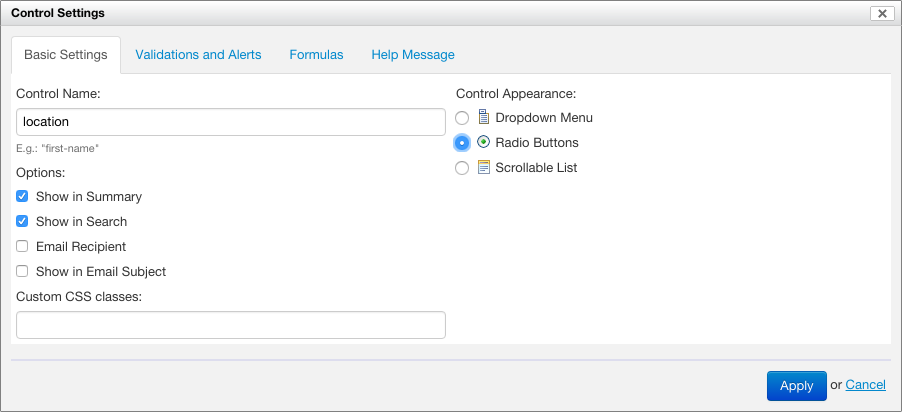 Control Settings
Basic Settings
Validations and Alerts
Formulas
Help Message
Control Name:
location
E.g.: "first-name"
Options:
Show in Summary
Show in Search
Email Recipient
Show in Email Subject
Custom CSS classes:
Control Appearance:
Dropdown Menu
Radio Buttons
Scrollable List
Apply or Cancel